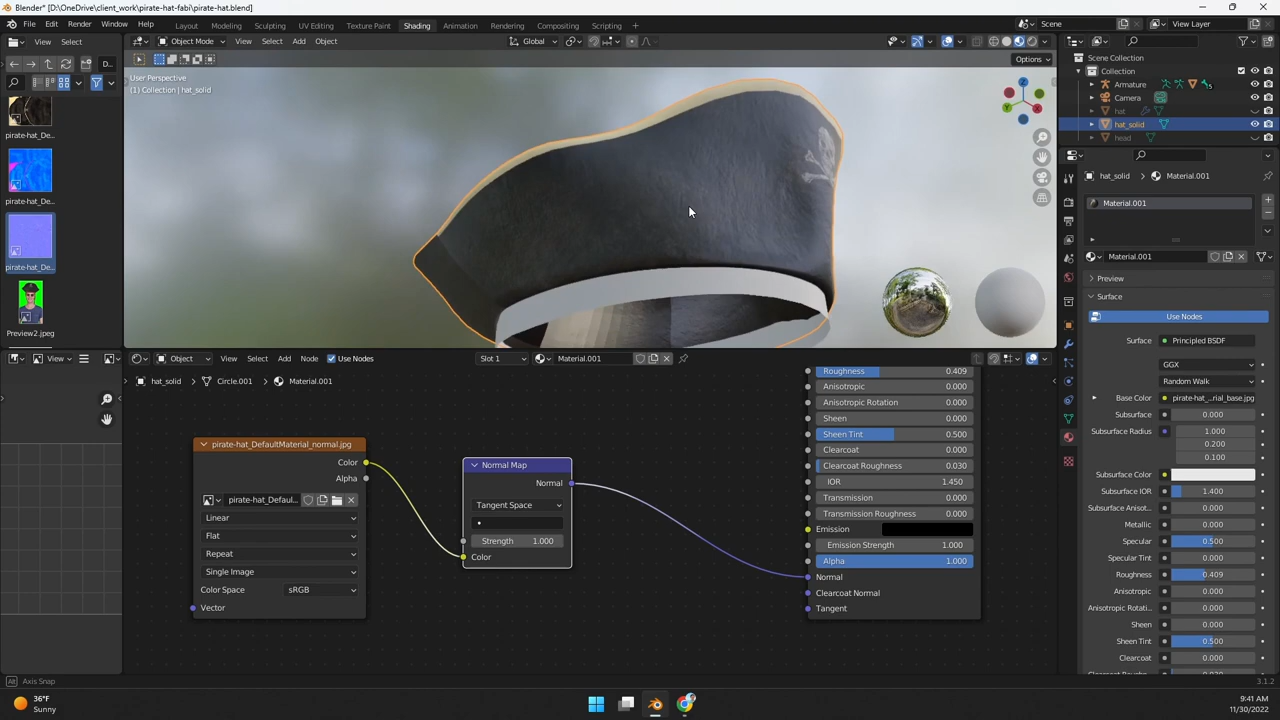 Blender* [D:\OneDrive\client_work\pirate-hat-fabi\pirate-hat.blend]
File Edit Render Window Help Layout Modeling Sculpting UV Editing Texture Paint Shading Animation Rendering Compositing Scripting + Scene View Layer
View Select Object Mode View Select Add Object Global Options
D...
User Perspective
(1) Collection | hat_solid
pirate-hat_De...
pirate-hat_De...
pirate-hat_De...
Preview2.jpeg
Scene Collection
Collection
Armature 15
Camera
hat
hat_solid
head
hat_solid Material.001
Material.001
Material.001
Preview
Surface
Use Nodes
Surface Principled BSDF
GGX
Random Walk
Base Color pirate-hat_...rial_base.jpg
Subsurface 0.000
Subsurface Radius 1.000
0.200
0.100
Subsurface Color
Subsurface IOR 1.400
Subsurface Anisot... 0.000
Metallic 0.000
Specular 0.500
Specular Tint 0.000
Roughness 0.409
Anisotropic 0.000
Anisotropic Rotati... 0.000
Sheen 0.000
Sheen Tint 0.500
Clearcoat 0.000
View Object View Select Add Node Use Nodes Slot 1 Material.001
hat_solid Circle.001 Material.001
Roughness 0.409
Anisotropic 0.000
Anisotropic Rotation 0.000
Sheen 0.000
Sheen Tint 0.500
Clearcoat 0.000
Clearcoat Roughness 0.030
IOR 1.450
Transmission 0.000
Transmission Roughness 0.000
Emission
Emission Strength 1.000
Alpha 1.000
Normal
Clearcoat Normal
Tangent
pirate-hat_DefaultMaterial_normal.jpg
Color
Alpha
pirate-hat_Defaul...
Linear
Flat
Repeat
Single Image
Color Space sRGB
Vector
Normal Map
Normal
Tangent Space
Strength 1.000
Color
Alt Axis Snap 3.1.2
36°F
Sunny
9:41 AM
11/30/2022